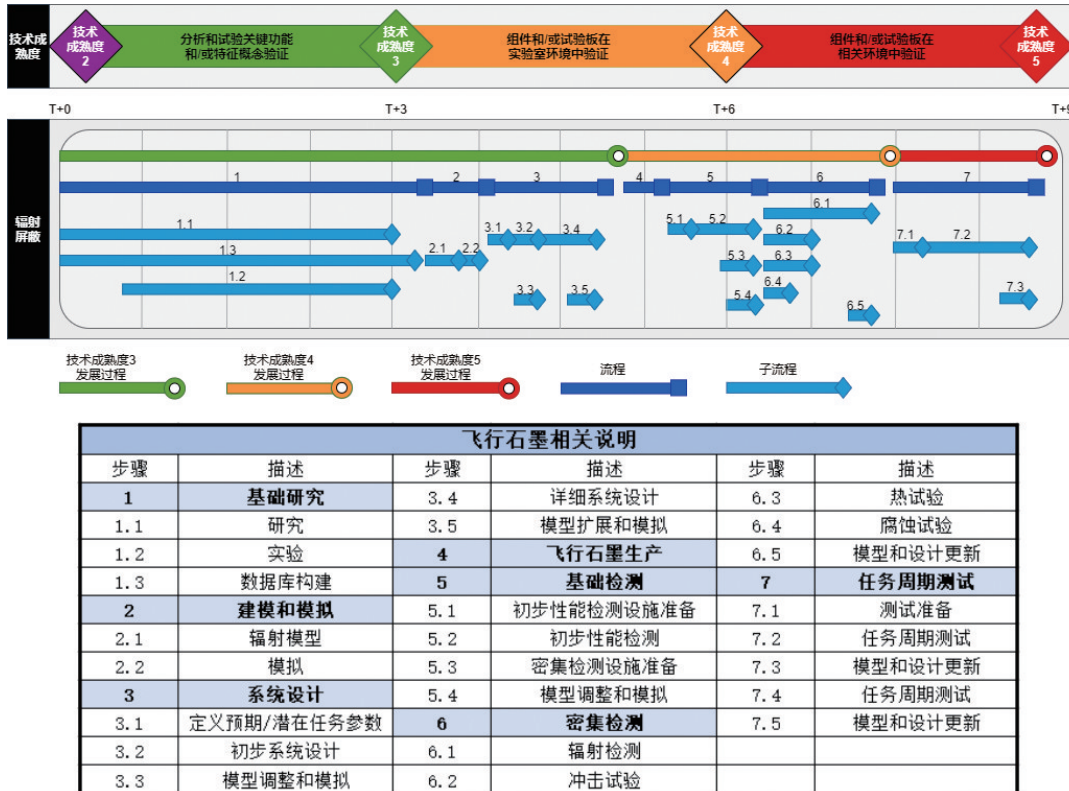 技术成
熟度
技术
成熟度
2
分析和试验关键功能
和/或特征概念验证
技术
成熟度
3
组件和/或试验板在
实验室环境中验证
技术
成熟度
4
组件和/或试验板在
相关环境中验证
技术
成熟度
5
T+0 T+3 T+6 T+9
辐射
屏蔽
1 2 3 4 5 6 7
1.1
1.3
1.2
2.1 2.2
3.1 3.2 3.4
3.3 3.5
5.1 5.2
5.3
5.4
6.1
6.2
6.3
6.4
6.5
7.1 7.2
7.3
技术成熟度3
发展过程
技术成熟度4
发展过程
技术成熟度5
发展过程
流程
子流程
飞行石墨相关说明
步骤 描述 步骤 描述 步骤 描述
1 基础研究 3.4 详细系统设计 6.3 热试验
1.1 研究 3.5 模型扩展和模拟 6.4 腐蚀试验
1.2 实验 4 飞行石墨生产 6.5 模型和设计更新
1.3 数据库构建 5 基础检测 7 任务周期测试
2 建模和模拟 5.1 初步性能检测设施准备 7.1 测试准备
2.1 辐射模型 5.2 初步性能检测 7.2 任务周期测试
2.2 模拟 5.3 密集检测设施准备 7.3 模型和设计更新
3 系统设计 5.4 模型调整和模拟 7.4 任务周期测试
3.1 定义预期/潜在任务参数 6 密集检测 7.5 模型和设计更新
3.2 初步系统设计 6.1 辐射检测
3.3 模型调整和模拟 6.2 冲击试验